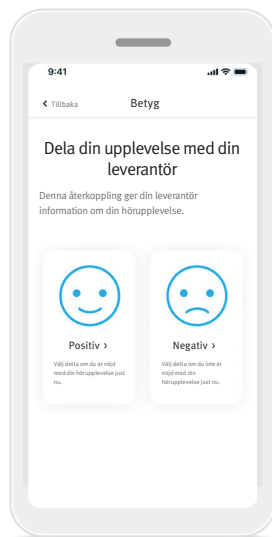 9:41
Tillbaka
Betyg
Dela din upplevelse med din
leverantör
Denna återkoppling ger din leverantör
information om din hörupplevelse.
Positiv ›
Negativ ›
Välj detta om du är nöjd
med din hörupplevelse just
nu.
Välj detta om du inte är
nöjd med din
hörupplevelse just nu.